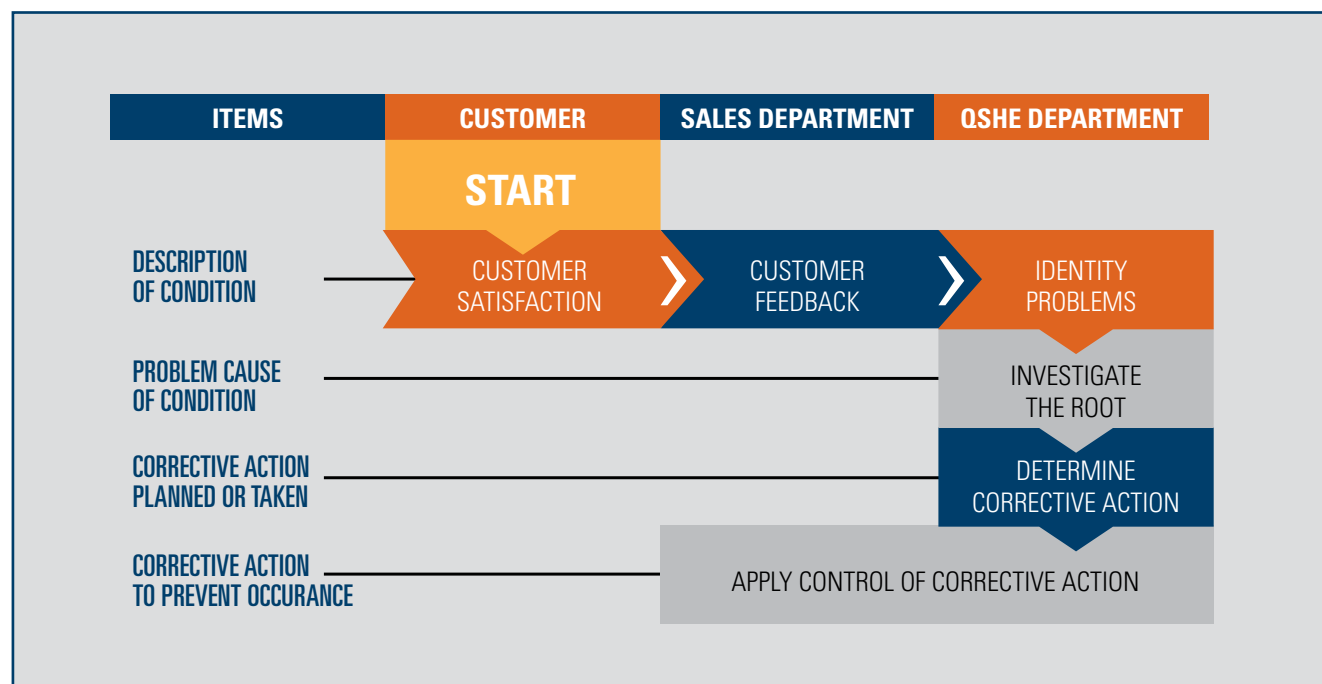 ITEMS CUSTOMER SALES DEPARTMENT QSHE DEPARTMENT
START
DESCRIPTION
OF CONDITION
CUSTOMER
SATISFACTION
CUSTOMER
FEEDBACK
IDENTITY
PROBLEMS
PROBLEM CAUSE
OF CONDITION
INVESTIGATE
THE ROOT
CORRECTIVE ACTION
PLANNED OR TAKEN
DETERMINE
CORRECTIVE ACTION
CORRECTIVE ACTION
TO PREVENT OCCURANCE
APPLY CONTROL OF CORRECTIVE ACTION